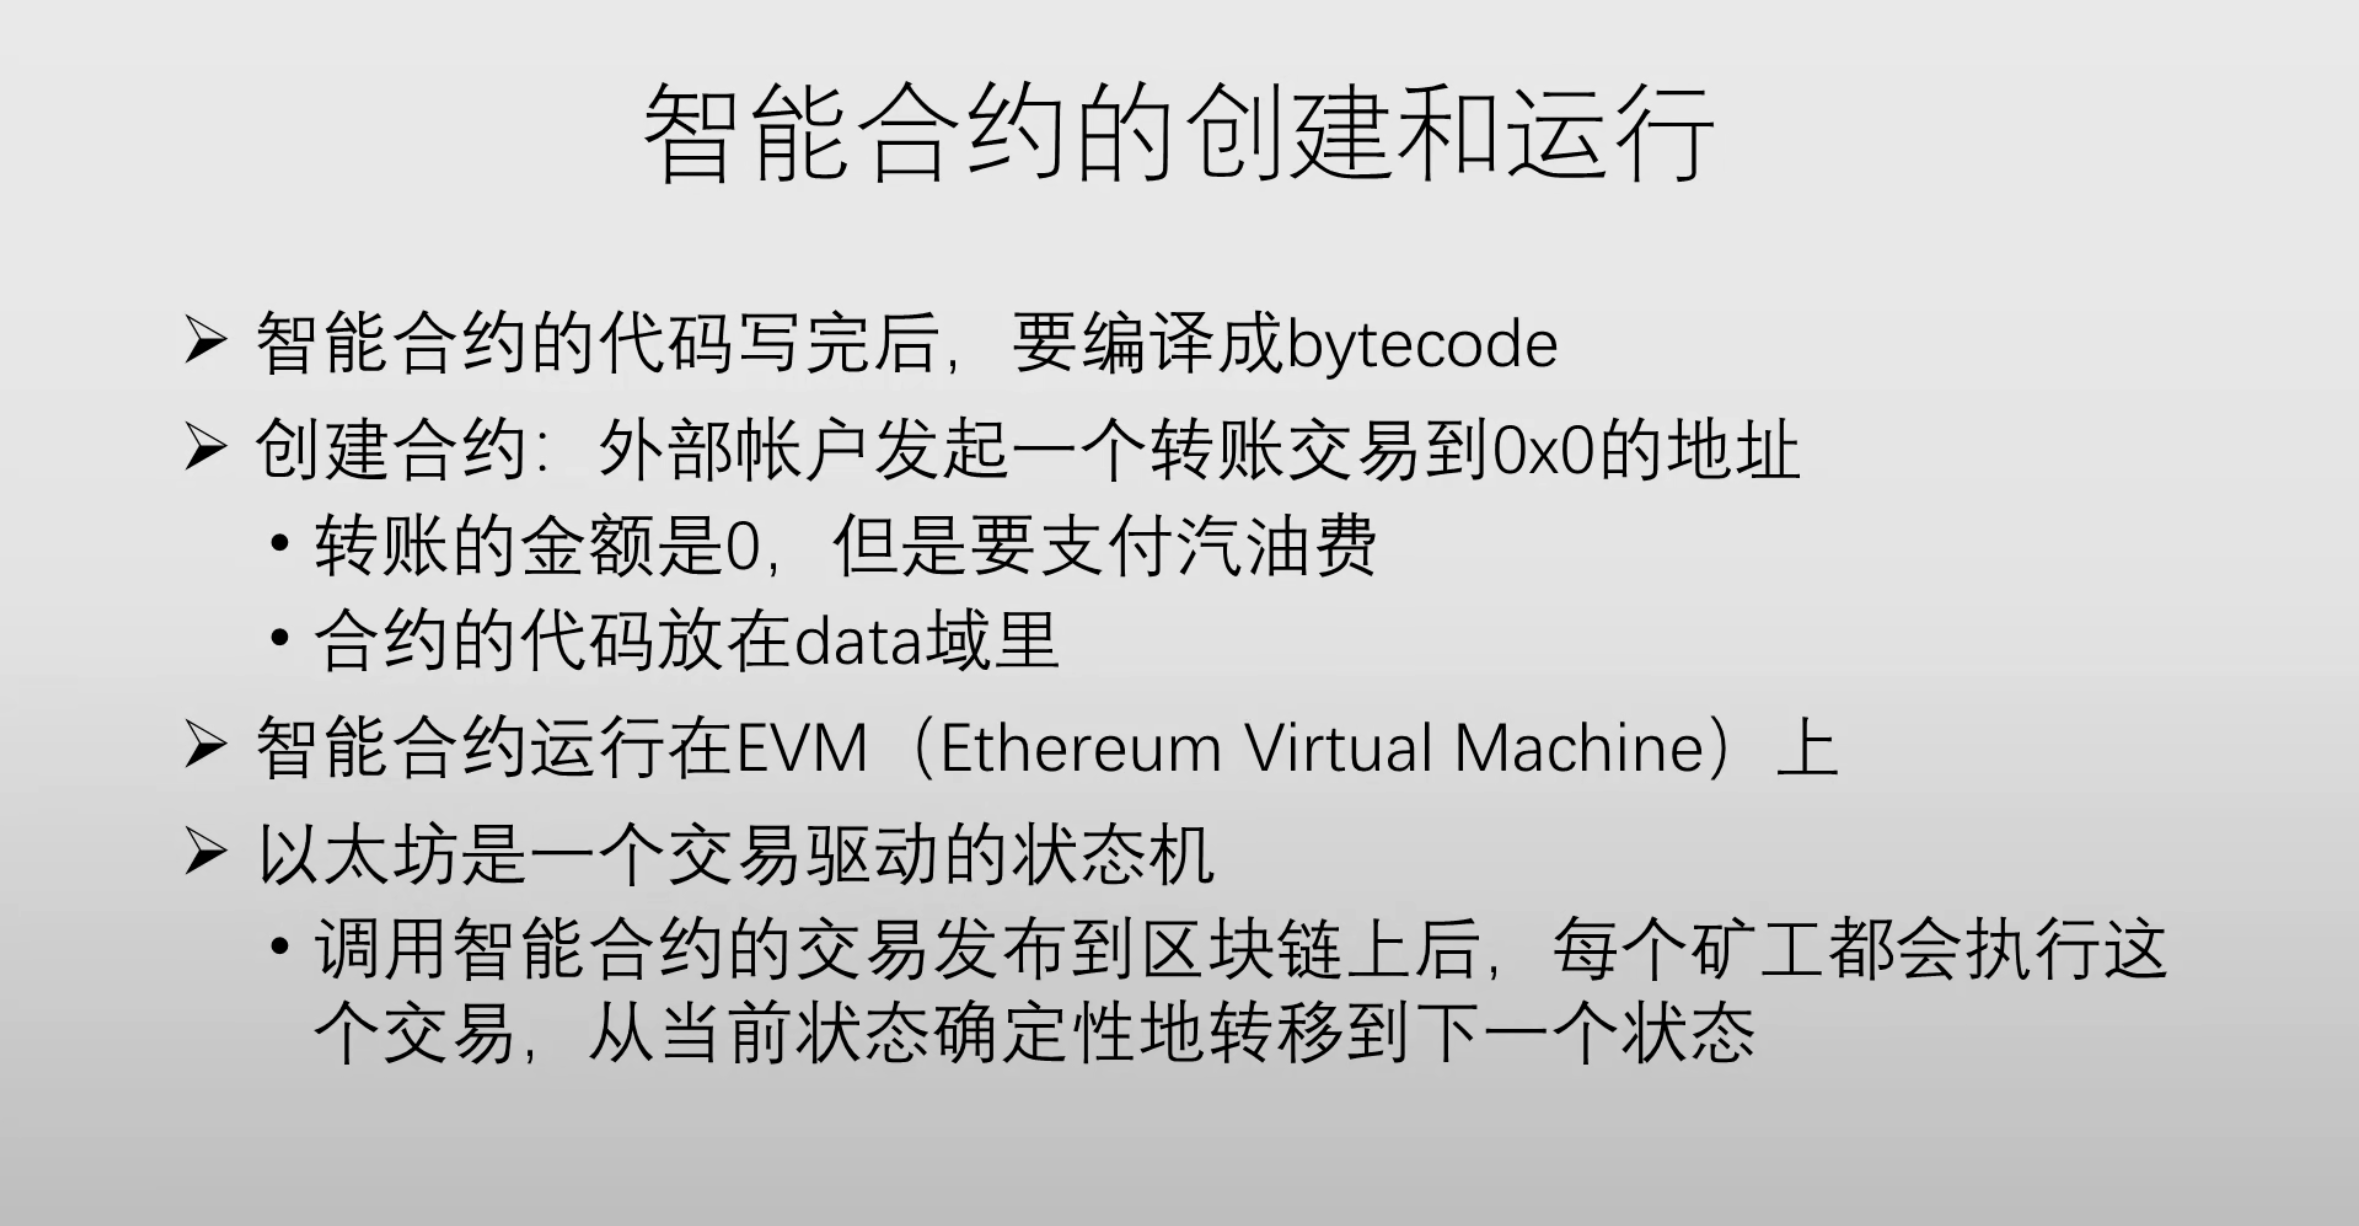 智能合约的创建和运行
➢ 智能合约的代码写完后，要编译成bytecode
➢ 创建合约：外部帐户发起一个转账交易到0x0的地址
• 转账的金额是0，但是要支付汽油费
• 合约的代码放在data域里
➢ 智能合约运行在EVM（Ethereum Virtual Machine）上
➢ 以太坊是一个交易驱动的状态机
• 调用智能合约的交易发布到区块链上后，每个矿工都会执行这
个交易，从当前状态确定性地转移到下一个状态